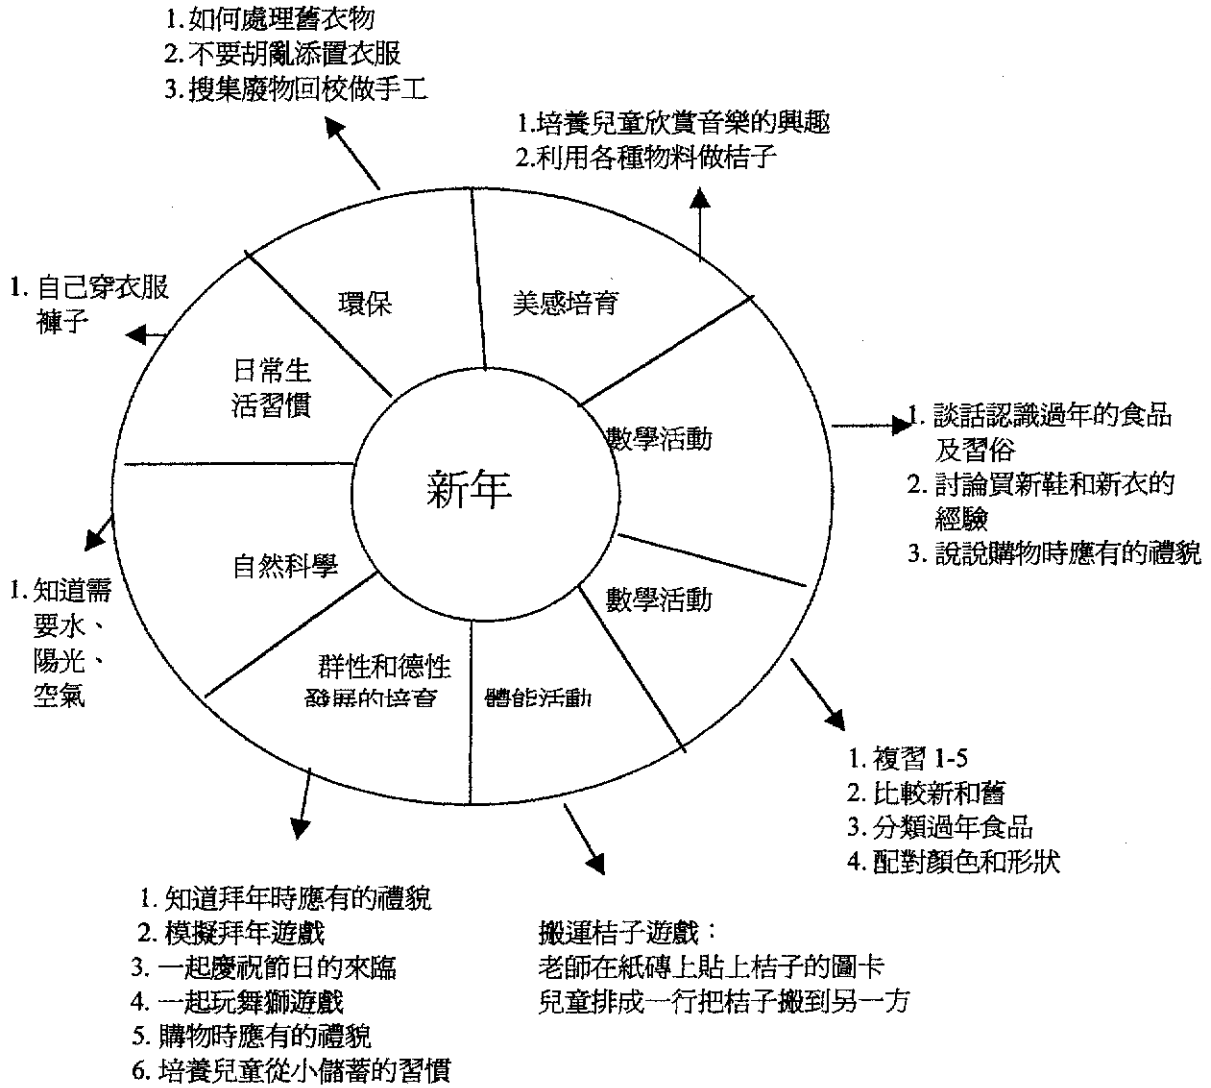 1. 如何處理舊衣物
2. 不要胡亂添置衣服
3. 搜集廢物回校做手工
1. 培養兒童欣賞音樂的興趣
2. 利用各種物料做桔子
1. 自己穿衣服
褲子
環保
美感培育
日常生
活習慣
數學活動
1. 談話認識過年的食品
及習俗
2. 討論買新鞋和新衣的
經驗
3. 說說購物時應有的禮貌
新年
自然科學
數學活動
1. 知道需
要水、
陽光、
空氣
群性和德性
發展的培育
體能活動
1. 複習 1-5
2. 比較新和舊
3. 分類過年食品
4. 配對顏色和形狀
1. 知道拜年時應有的禮貌
2. 模擬拜年遊戲
3. 一起慶祝節日的來臨
4. 一起玩舞獅遊戲
5. 購物時應有的禮貌
6. 培養兒童從小儲蓄的習慣
搬運桔子遊戲：
老師在紙磚上貼上桔子的圖卡
兒童排成一行把桔子搬到另一方